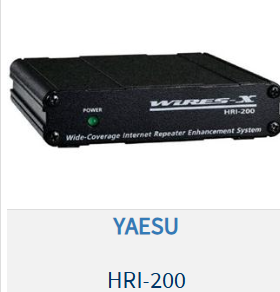 POWER
WIRES-X
HRI-200
Wide-Coverage Internet Repeater Enhancement System
YAESU
HRI-200